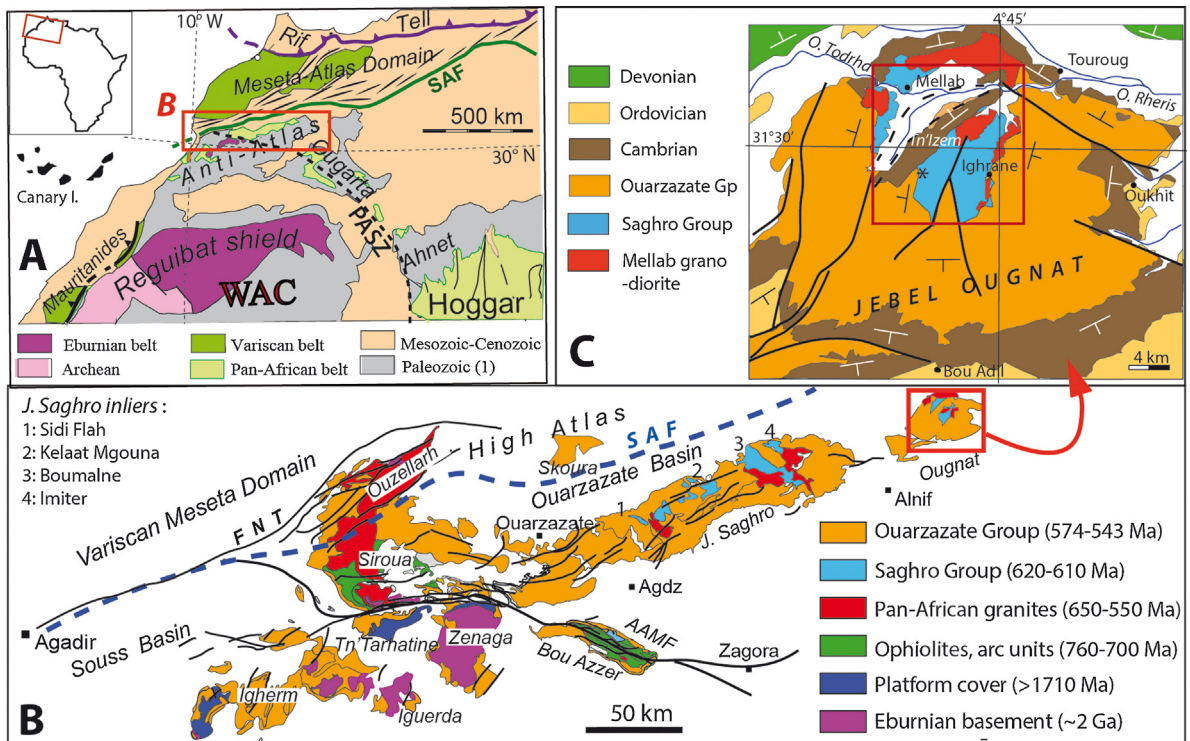 10° W
Rif
Tell
Meseta-Atlas Domain
SAF
B
500 km
Anti-Atlas
30° N
Ougarta
Canary I.
PASZ
A
Mauritanides
Reguibat shield
WAC
Ahnet
Hoggar
Eburnian belt
Variscan belt
Mesozoic-Cenozoic
Archean
Pan-African belt
Paleozoic (1)
C
4°45'
Devonian
Ordovician
Cambrian
Ouarzazate Gp
Saghro Group
Mellab grano
-diorite
O. Todrha
Mellab
Touroug
O. Rheris
31°30'
Tn'Izem
*
Ighrane
Oukhit
JEBEL OUGNAT
Bou Adil
4 km
J. Saghro inliers :
1: Sidi Flah
2: Kelaat Mgouna
3: Boumalne
4: Imiter
Variscan Meseta Domain
FNT
High Atlas
SAF
Ouzellarh
Skoura
Ouarzazate Basin
1
2
3
4
Ougnat
Alnif
Ouarzazate
J. Saghro
Siroua
Agdz
Agadir
Souss Basin
Tn'Tarhatine
Zenaga
AAMF
Bou Azzer
Zagora
Igherm
Iguerda
50 km
B
Ouarzazate Group (574-543 Ma)
Saghro Group (620-610 Ma)
Pan-African granites (650-550 Ma)
Ophiolites, arc units (760-700 Ma)
Platform cover (>1710 Ma)
Eburnian basement (~2 Ga)